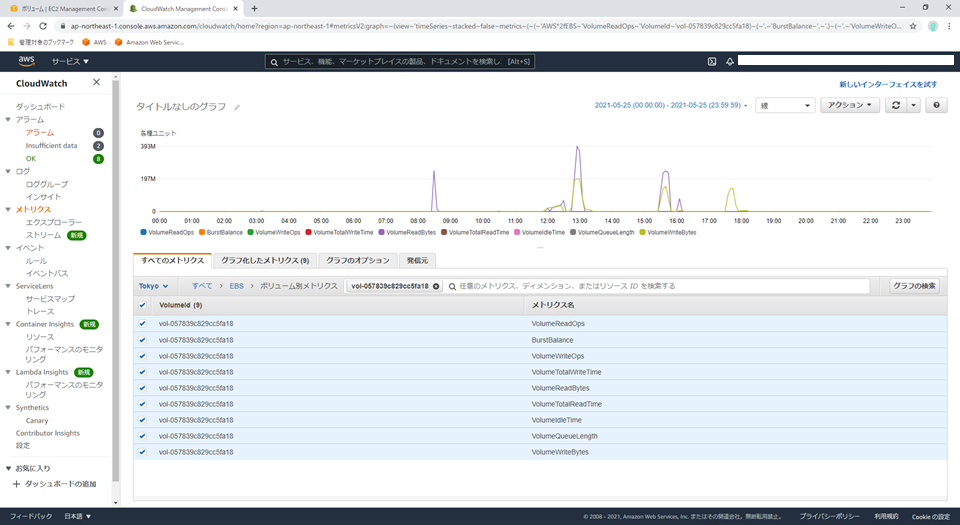 ボリューム | EC2 Management Con
CloudWatch Management Consol
ap-northeast-1.console.aws.amazon.com/cloudwatch/home?region=ap-northeast-1#metricsV2:graph=~(view~'timeSeries~stacked~false~metrics~(~(~'AWS*2fEBS~'VolumeReadOps~'VolumeId~'vol-057839c829cc5fa18)~(~'.~'BurstBalance~'.~'.)~(~'.~'VolumeWriteO...
管理対象のブックマーク
AWS
Amazon Web Servic...
aws
サービス
サービス、機能、マーケットプレイスの製品、ドキュメントを検索し
[Alt+S]
CloudWatch
新しいインターフェイスを試す
ダッシュボード
アラーム
アラーム 0
Insufficient data 2
OK 8
ログ
ロググループ
インサイト
メトリクス
エクスプローラー
ストリーム 新規
イベント
ルール
イベントバス
ServiceLens
サービスマップ
トレース
Container Insights 新規
リソース
パフォーマンスのモニタ
リング
Lambda Insights 新規
パフォーマンスのモニタ
リング
Synthetics
Canary
Contributor Insights
設定
お気に入り
ダッシュボードの追加
タイトルなしのグラフ
2021-05-25 (00:00:00) - 2021-05-25 (23:59:59)
線
アクション
各種ユニット
393M
197M
0
00:00 01:00 02:00 03:00 04:00 05:00 06:00 07:00 08:00 09:00 10:00 11:00 12:00 13:00 14:00 15:00 16:00 17:00 18:00 19:00 20:00 21:00 22:00 23:00
VolumeReadOps BurstBalance VolumeWriteOps VolumeTotalWriteTime VolumeReadBytes VolumeTotalReadTime VolumeIdleTime VolumeQueueLength VolumeWriteBytes
すべてのメトリクス
グラフ化したメトリクス (9)
グラフのオプション
発信元
Tokyo
すべて
EBS
ボリューム別メトリクス
vol-057839c829cc5fa18
任意のメトリクス、ディメンション、またはリソース ID を検索する
グラフの検索
VolumeId (9) メトリクス名
vol-057839c829cc5fa18 VolumeReadOps
vol-057839c829cc5fa18 BurstBalance
vol-057839c829cc5fa18 VolumeWriteOps
vol-057839c829cc5fa18 VolumeTotalWriteTime
vol-057839c829cc5fa18 VolumeReadBytes
vol-057839c829cc5fa18 VolumeTotalReadTime
vol-057839c829cc5fa18 VolumeIdleTime
vol-057839c829cc5fa18 VolumeQueueLength
vol-057839c829cc5fa18 VolumeWriteBytes
フィードバック
日本語
© 2008 - 2021, Amazon Web Services, Inc. またはその関連会社。無断転用禁止。
プライバシーポリシー
利用規約
Cookie の設定